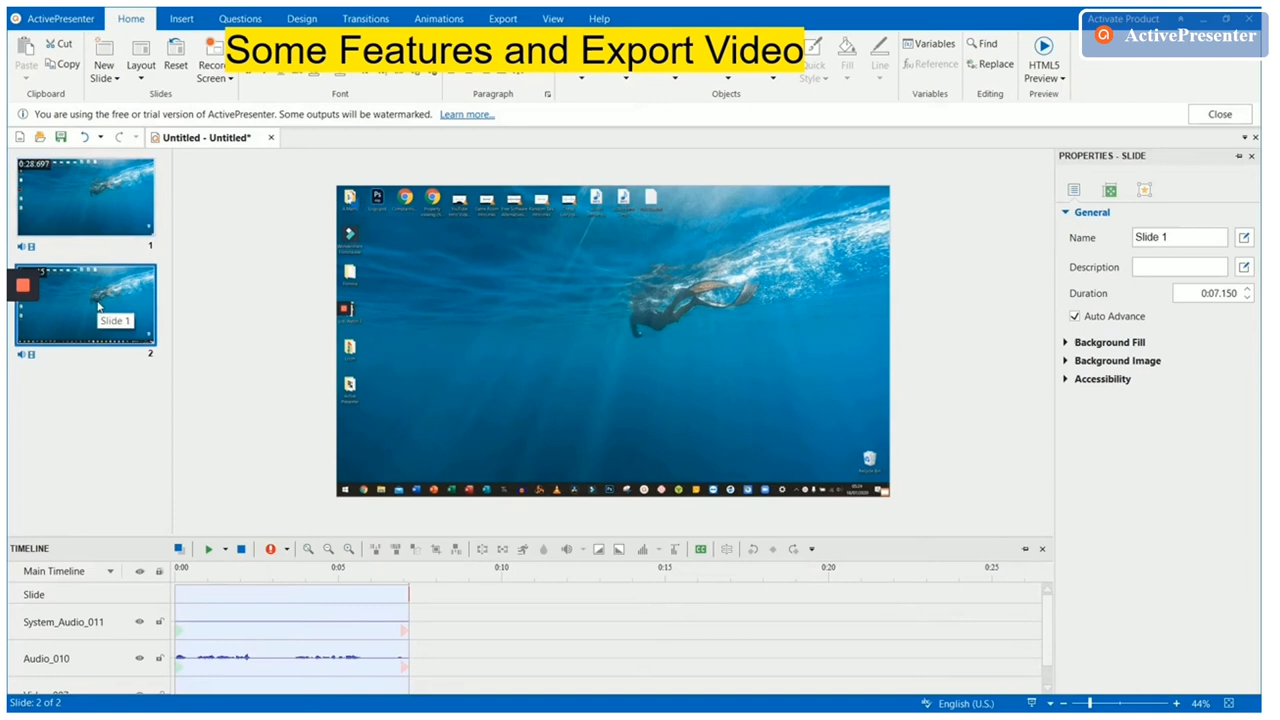 ActivePresenter
Home
Insert
Questions
Design
Transitions
Animations
Export
View
Help
Activate Product
ActivePresenter
Some Features and Export Video
Paste
Cut
Copy
New
Slide
Layout
Reset
Screen
Quick
Style
Fill
Line
Variables
Reference
Find
Replace
HTML5
Preview
Clipboard
Slides
Font
Paragraph
Objects
Variables
Editing
Preview
You are using the free or trial version of ActivePresenter. Some outputs will be watermarked. Learn more...
Close
Untitled - Untitled*
0:28.697
1
Slide 1
2
PROPERTIES - SLIDE
General
Name
Slide 1
Description
Duration
0:07.150
Auto Advance
Background Fill
Background Image
Accessibility
TIMELINE
Main Timeline
0:00
0:05
0:10
0:15
0:20
0:25
Slide
System_Audio_011
Audio_010
Slide: 2 of 2
English (U.S.)
44%